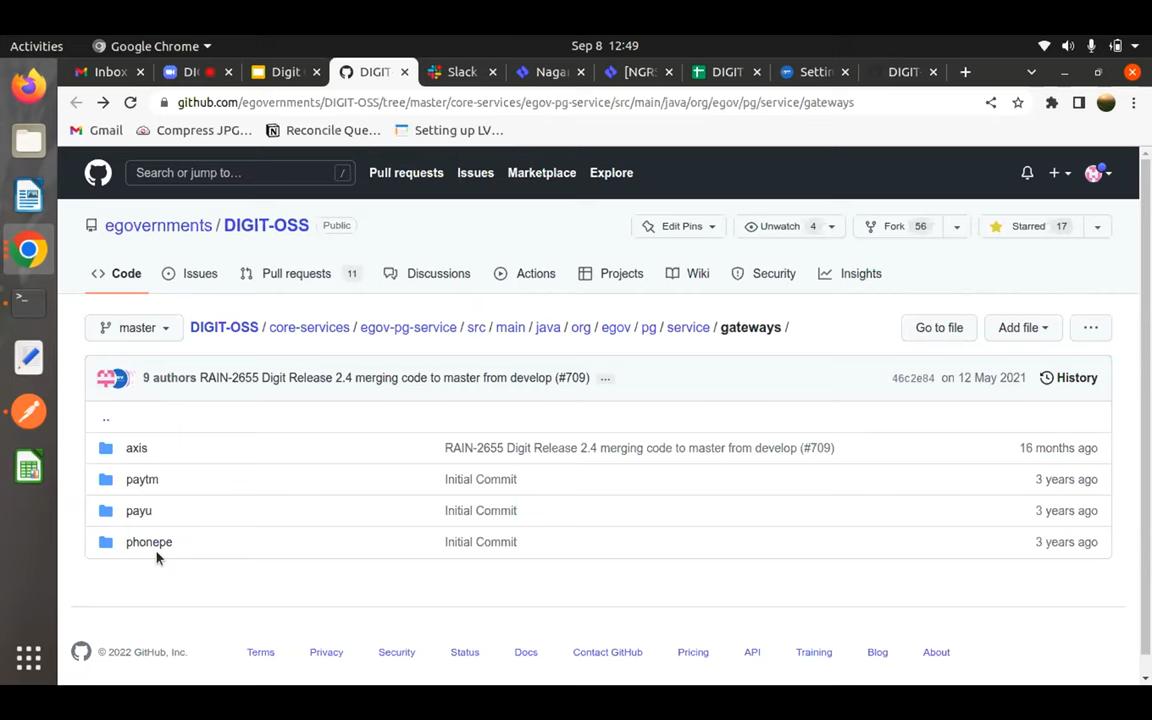 Activities Google Chrome Sep 8 12:49
Inbox DI Digit DIGIT- Slack Nagar [NGRS DIGIT Settin DIGIT-
github.com/egovernments/DIGIT-OSS/tree/master/core-services/egov-pg-service/src/main/java/org/egov/pg/service/gateways
Gmail Compress JPG... Reconcile Que... Setting up LV...
Search or jump to... / Pull requests Issues Marketplace Explore
egovernments / DIGIT-OSS Public Edit Pins Unwatch 4 Fork 56 Starred 17
Code Issues Pull requests 11 Discussions Actions Projects Wiki Security Insights
master DIGIT-OSS / core-services / egov-pg-service / src / main / java / org / egov / pg / service / gateways / Go to file Add file ...
9 authors RAIN-2655 Digit Release 2.4 merging code to master from develop (#709) ... 46c2e84 on 12 May 2021 History
..
axis RAIN-2655 Digit Release 2.4 merging code to master from develop (#709) 16 months ago
paytm Initial Commit 3 years ago
payu Initial Commit 3 years ago
phonepe Initial Commit 3 years ago
© 2022 GitHub, Inc. Terms Privacy Security Status Docs Contact GitHub Pricing API Training Blog About